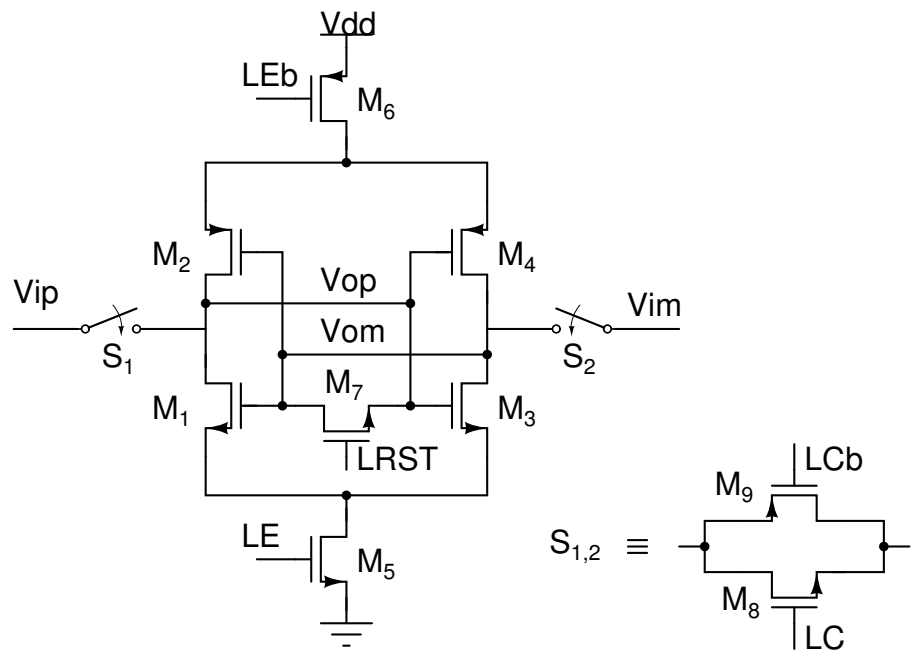 Vdd
LEb
M6
M2
M4
Vip
Vop
Vim
S1
Vom
S2
M7
M1
M3
LRST
LCb
M9
LE
M5
S1,2 ≡
M8
LC